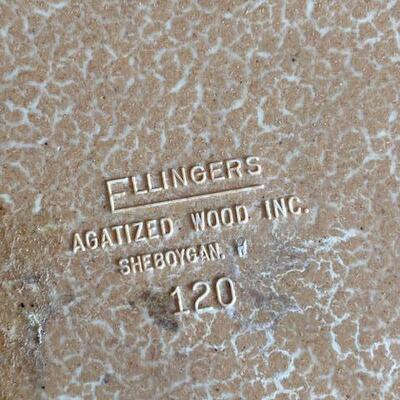 ELLINGERS
AGATIZED WOOD INC.
SHEBOYGAN, W
120